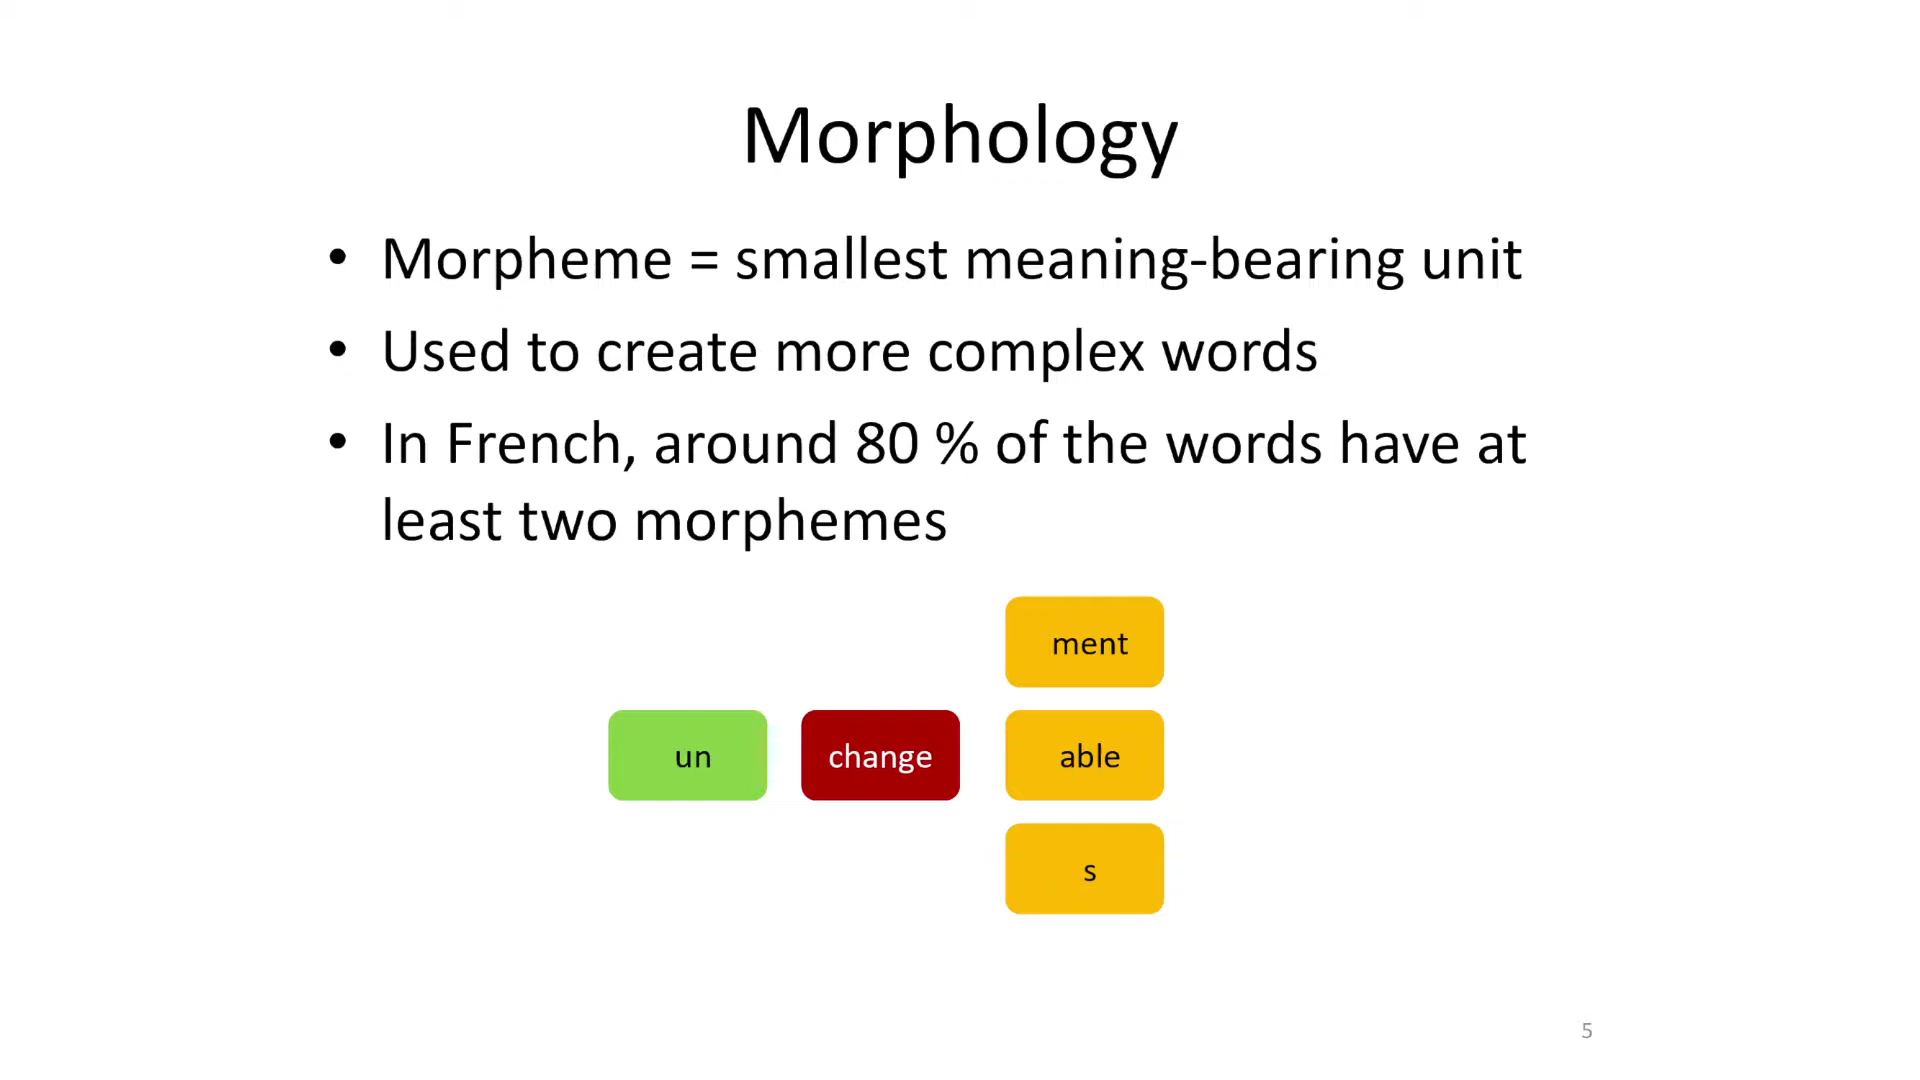 Morphology
• Morpheme = smallest meaning-bearing unit
• Used to create more complex words
• In French, around 80 % of the words have at
least two morphemes
ment
un change able
s
5